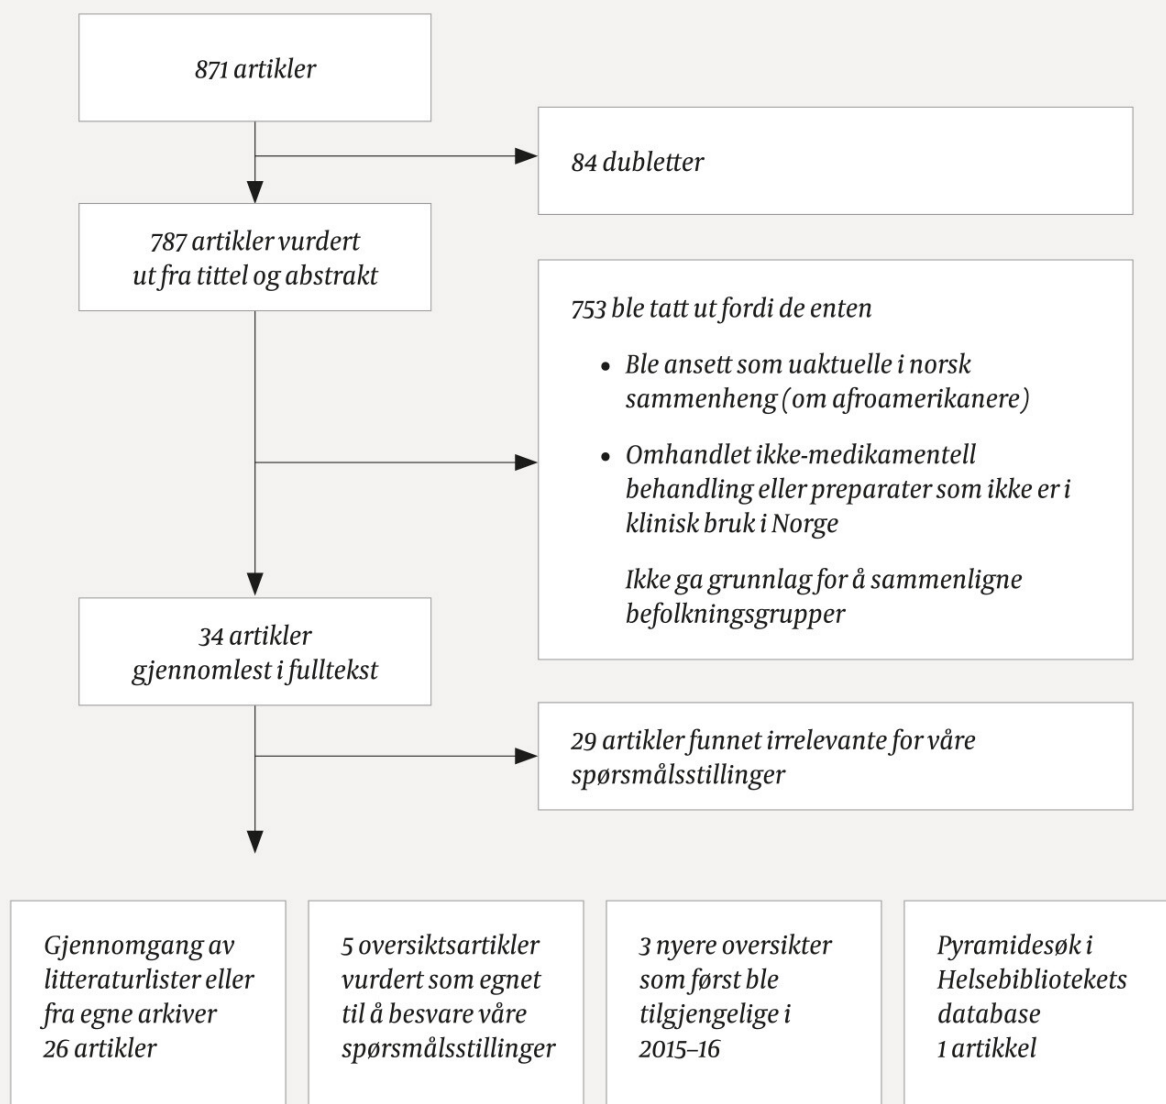 871 artikler
84 dubletter
787 artikler vurdert
ut fra tittel og abstrakt
753 ble tatt ut fordi de enten
• Ble ansett som uaktuelle i norsk
sammenheng (om afroamerikanere)
• Omhandlet ikke-medikamentell
behandling eller preparater som ikke er i
klinisk bruk i Norge
Ikke ga grunnlag for å sammenligne
befolkningsgrupper
34 artikler
gjennomlest i fulltekst
29 artikler funnet irrelevante for våre
spørsmålsstillinger
Gjennomgang av
litteraturlister eller
fra egne arkiver
26 artikler
5 oversiktsartikler
vurdert som egnet
til å besvare våre
spørsmålsstillinger
3 nyere oversikter
som først ble
tilgjengelige i
2015–16
Pyramidesøk i
Helsebibliotekets
database
1 artikkel